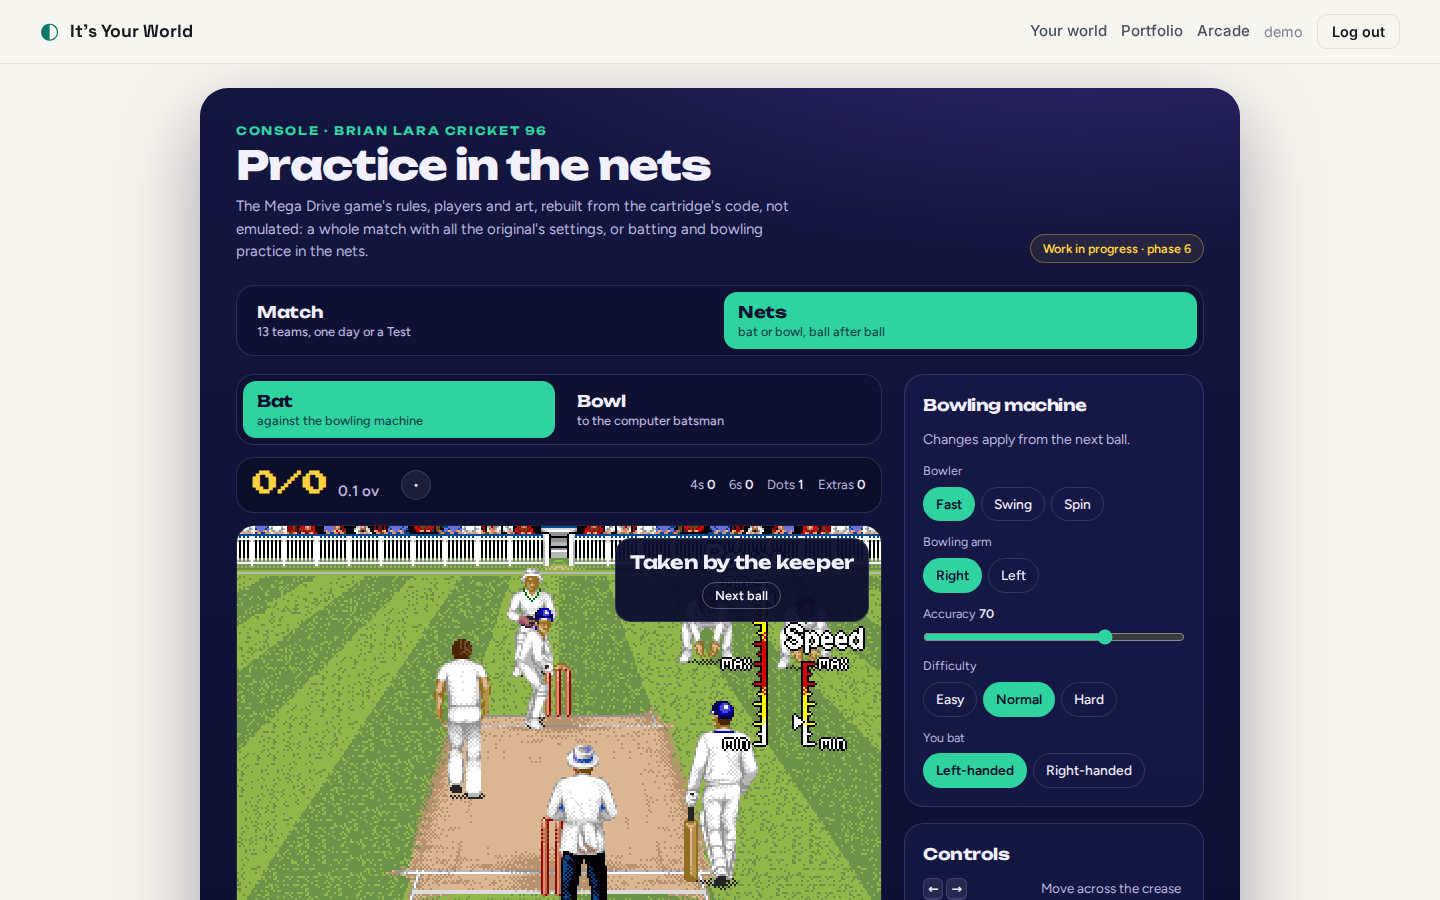 It's Your World
Your world
Portfolio
Arcade
demo
Log out
CONSOLE · BRIAN LARA CRICKET 96
Practice in the nets
The Mega Drive game's rules, players and art, rebuilt from the cartridge's code, not
emulated: a whole match with all the original's settings, or batting and bowling
practice in the nets.
Work in progress · phase 6
Match
13 teams, one day or a Test
Nets
bat or bowl, ball after ball
Bat
against the bowling machine
Bowl
to the computer batsman
0/0
0.1 ov
·
4s 0
6s 0
Dots 1
Extras 0
Taken by the keeper
Next ball
Speed
MAX
MAX
MIN
MIN
Bowling machine
Changes apply from the next ball.
Bowler
Fast
Swing
Spin
Bowling arm
Right
Left
Accuracy 70
Difficulty
Easy
Normal
Hard
You bat
Left-handed
Right-handed
Controls
← →
Move across the crease